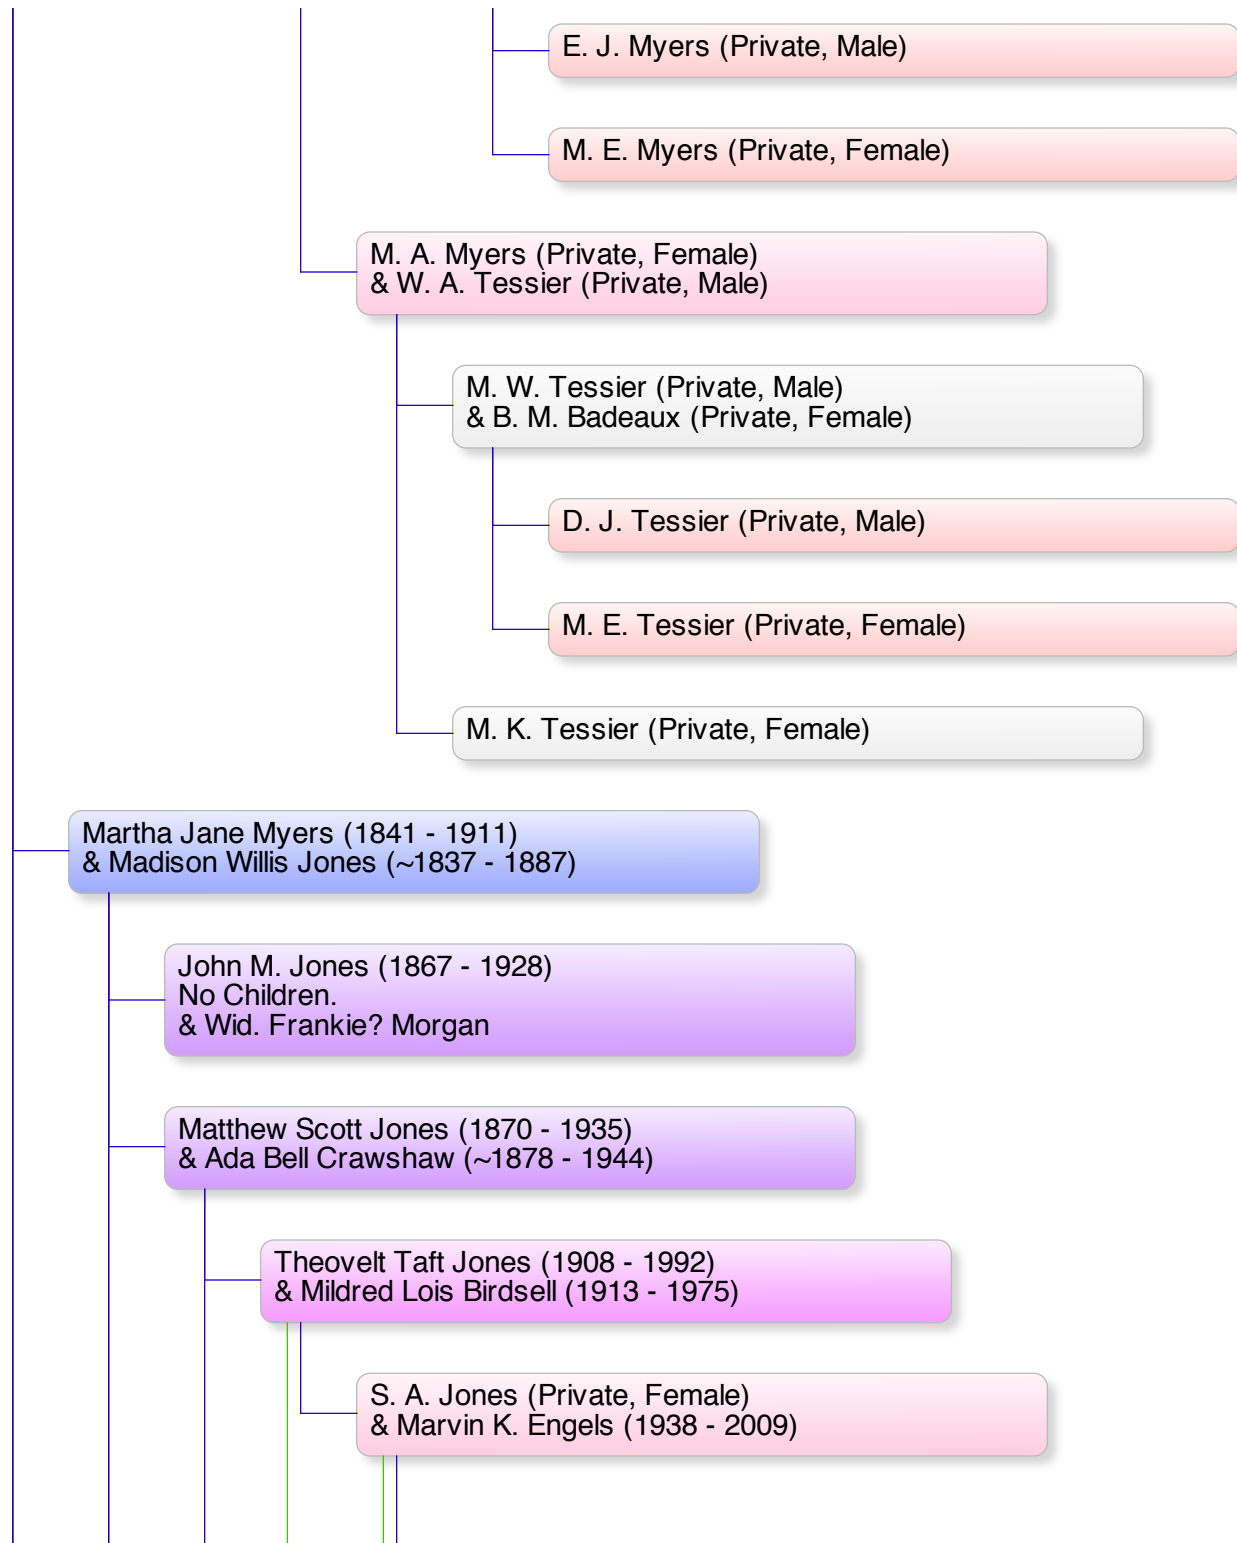 E. J. Myers (Private, Male)
M. E. Myers (Private, Female)
M. A. Myers (Private, Female)
& W. A. Tessier (Private, Male)
M. W. Tessier (Private, Male)
& B. M. Badeaux (Private, Female)
D. J. Tessier (Private, Male)
M. E. Tessier (Private, Female)
M. K. Tessier (Private, Female)
Martha Jane Myers (1841 - 1911)
& Madison Willis Jones (~1837 - 1887)
John M. Jones (1867 - 1928)
No Children.
& Wid. Frankie? Morgan
Matthew Scott Jones (1870 - 1935)
& Ada Bell Crawshaw (~1878 - 1944)
Theovelt Taft Jones (1908 - 1992)
& Mildred Lois Birdsell (1913 - 1975)
S. A. Jones (Private, Female)
& Marvin K. Engels (1938 - 2009)